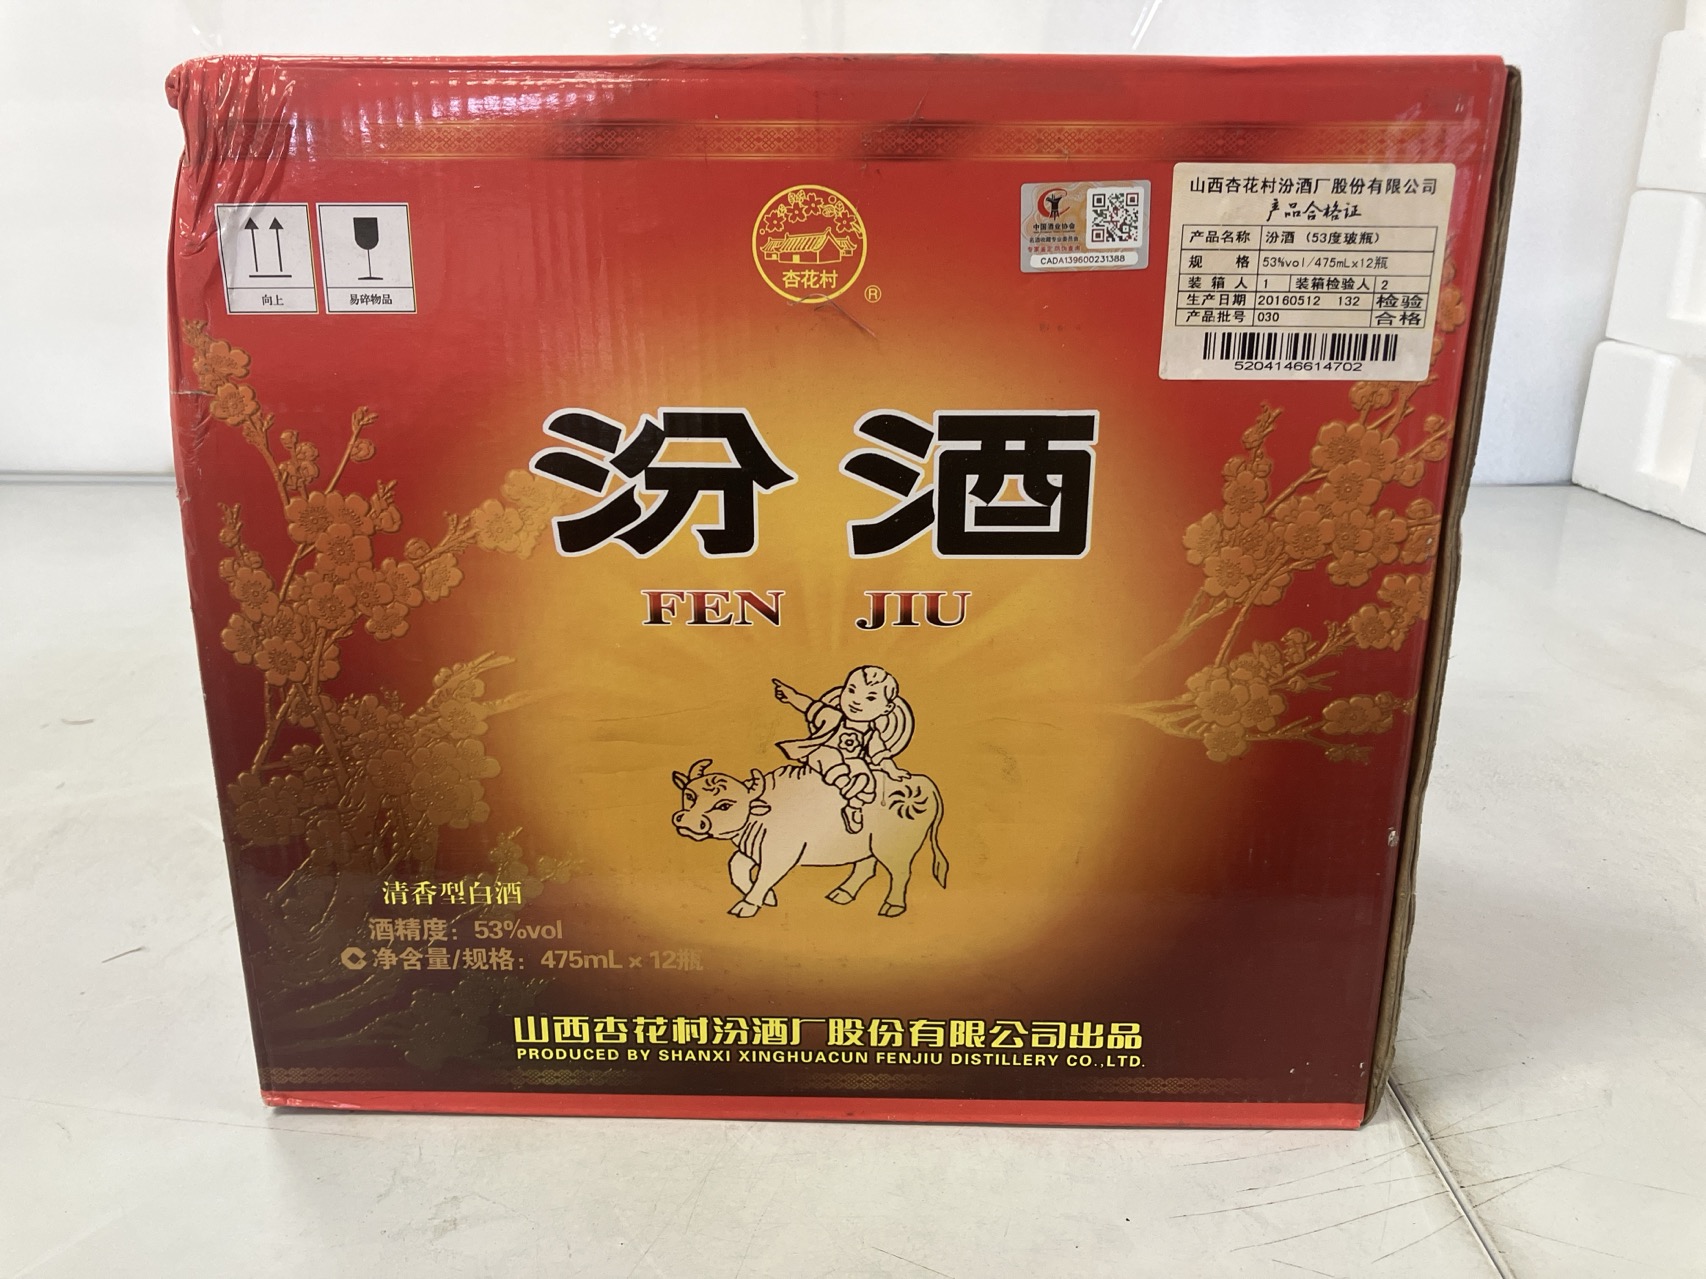 向上
易碎物品
杏花村
®
中国酒业协会
CADA139600231388
山西杏花村汾酒厂股份有限公司
产品合格证
产品名称 汾酒 (53度玻瓶)
规 格 53%vol/475mL×12瓶
装箱人 1 装箱检验人 2
生产日期 20160512 132 检验
产品批号 030 合格
5204146614702
汾酒
FEN JIU
清香型白酒
酒精度：53%vol
净含量/规格：475mL×12瓶
山西杏花村汾酒厂股份有限公司出品
PRODUCED BY SHANXI XINGHUACUN FENJIU DISTILLERY CO.,LTD.